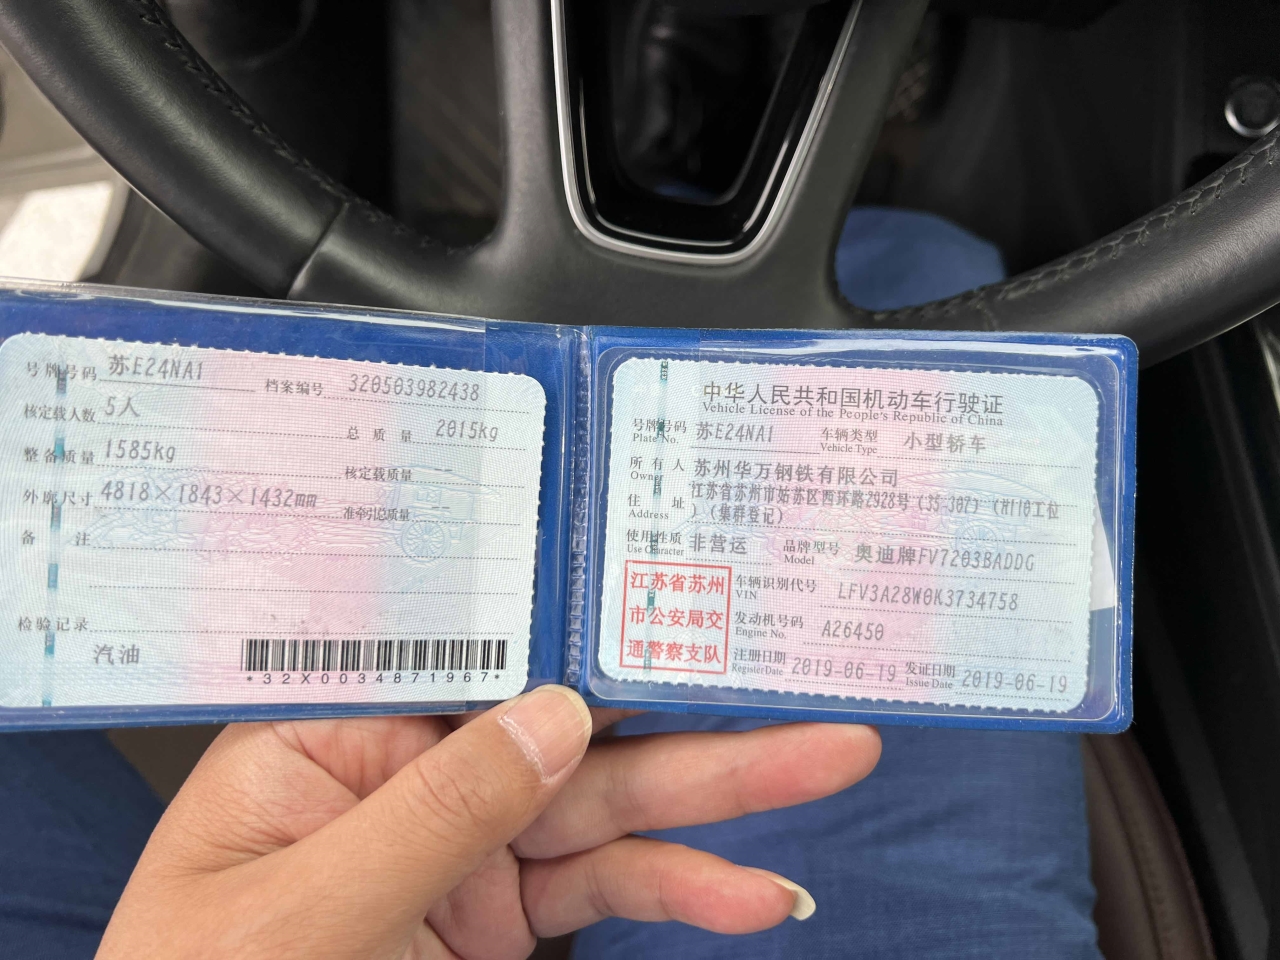 号牌号码 苏E24NA1 档案编号 320503982438
核定载人数 5人 总质量 2015kg
整备质量 1585kg 核定载质量 --
外廓尺寸 4818×1843×1432mm 准牵引总质量 --
备注
检验记录
汽油
*32X0034871967*
中华人民共和国机动车行驶证
Vehicle License of the People's Republic of China
号牌号码 苏E24NA1 车辆类型 小型轿车
Plate No. Vehicle Type
所有人 苏州华万钢铁有限公司
Owner
住址 江苏省苏州市姑苏区西环路2928号（3S-30Z）（H110工位
Address ）（集群登记）
使用性质 非营运 品牌型号 奥迪牌FV7203BADDG
Use Character Model
江苏省苏州
市公安局交
通警察支队
车辆识别代号 LFV3A28W0K3734758
VIN
发动机号码 A26450
Engine No.
注册日期 2019-06-19 发证日期 2019-06-19
Register Date Issue Date